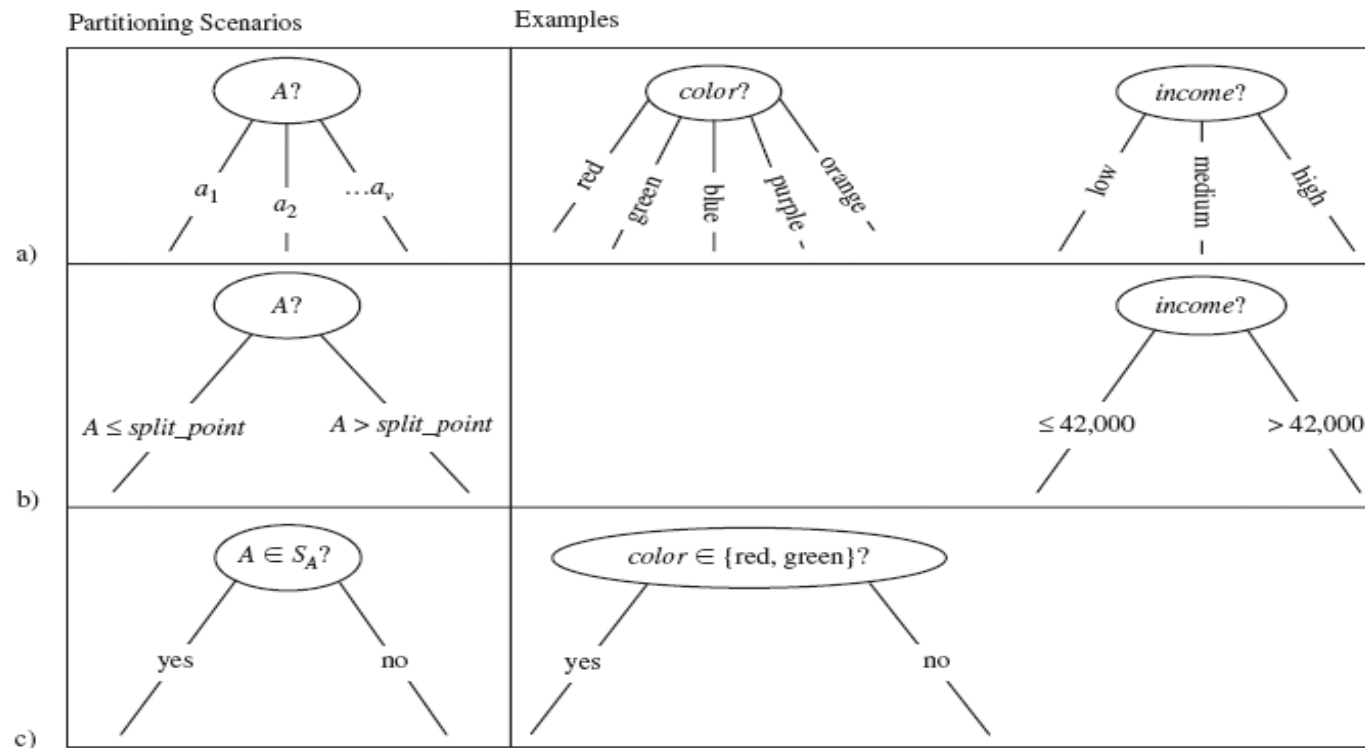 Partitioning Scenarios Examples
A? color? income?
a₁ a₂ …aᵥ red green blue purple orange low medium high
a)
A? income?
A ≤ split_point A > split_point ≤ 42,000 > 42,000
b)
A ∈ S_A? color ∈ {red, green}?
yes no yes no
c)